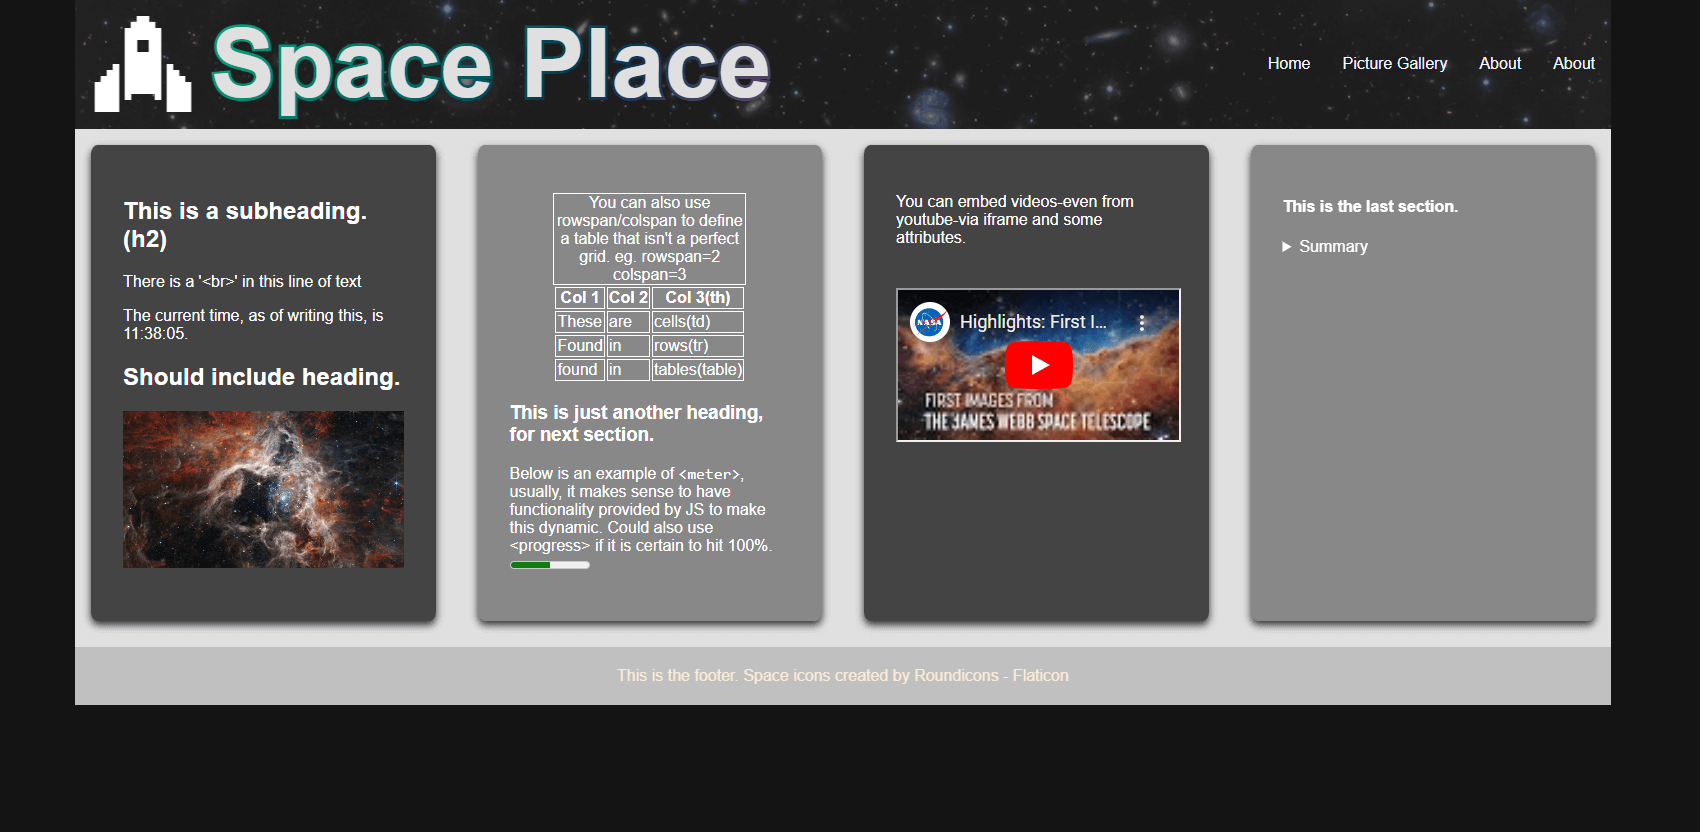 Space Place
Home Picture Gallery About About
This is a subheading.
(h2)
There is a '<br>' in this line of text
The current time, as of writing this, is
11:38:05.
Should include heading.
You can also use
rowspan/colspan to define
a table that isn't a perfect
grid. eg. rowspan=2
colspan=3
Col 1 Col 2 Col 3(th)
These are cells(td)
Found in rows(tr)
found in tables(table)
This is just another heading,
for next section.
Below is an example of <meter>,
usually, it makes sense to have
functionality provided by JS to make
this dynamic. Could also use
<progress> if it is certain to hit 100%.
You can embed videos-even from
youtube-via iframe and some
attributes.
NASA
Highlights: First I...
FIRST IMAGES FROM
THE JAMES WEBB SPACE TELESCOPE
This is the last section.
Summary
This is the footer. Space icons created by Roundicons - Flaticon